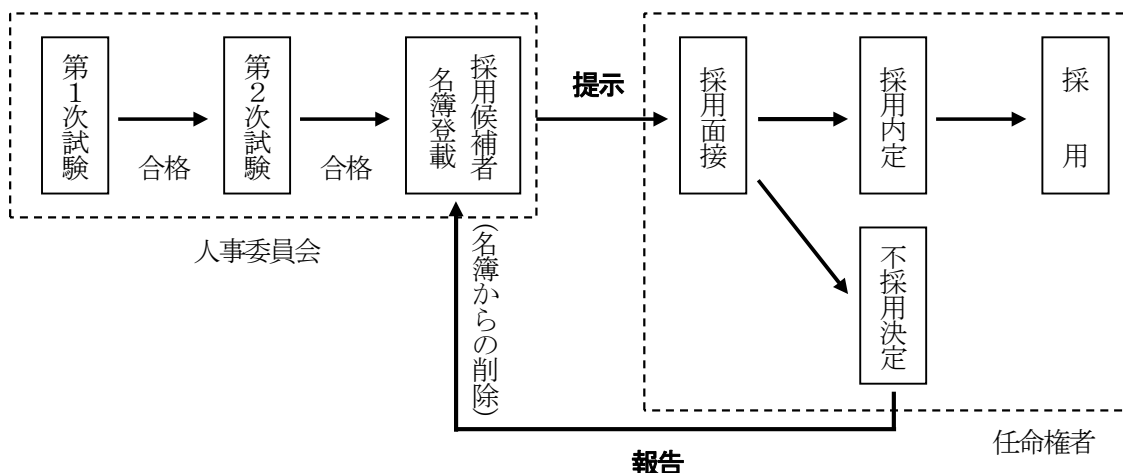 第１次試験
合格
第２次試験
合格
採用候補者
名簿登載
人事委員会
提示
採用面接
採用内定
採用
不採用決定
任命権者
報告
（名簿からの削除）